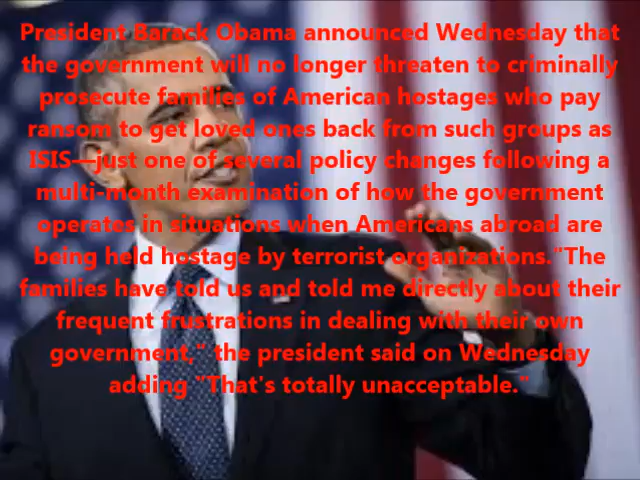 President Barack Obama announced Wednesday that
the government will no longer threaten to criminally
prosecute families of American hostages who pay
ransom to get loved ones back from such groups as
ISIS—just one of several policy changes following a
multi-month examination of how the government
operates in situations when Americans abroad are
being held hostage by terrorist organizations."The
families have told us and told me directly about their
frequent frustrations in dealing with their own
government," the president said on Wednesday
adding "That's totally unacceptable."